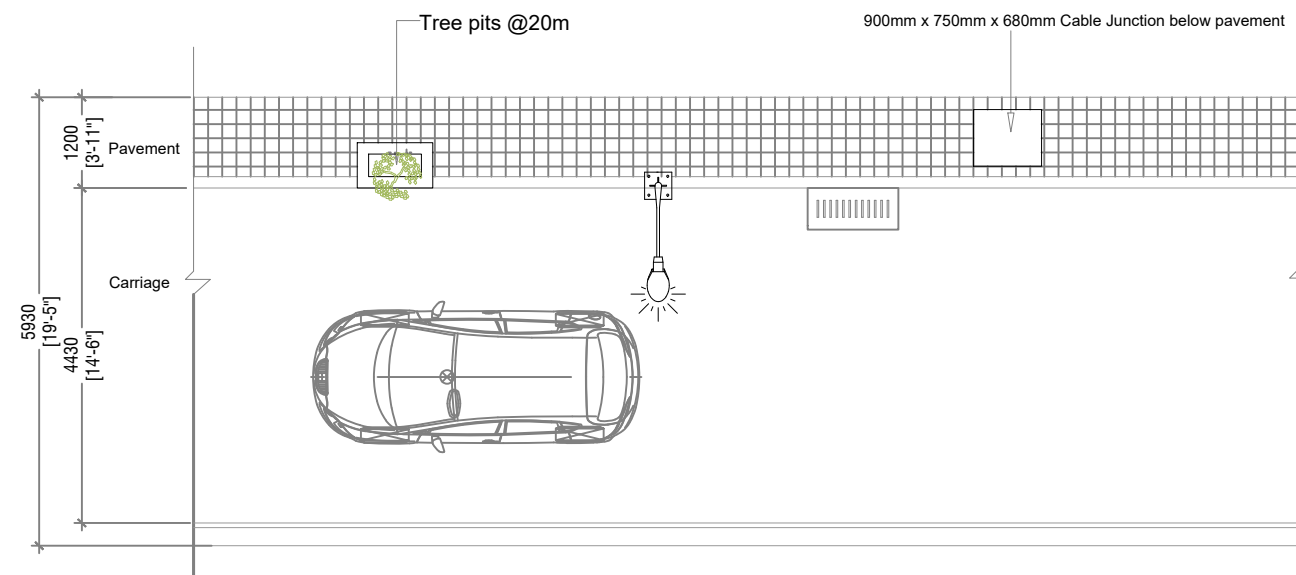 Tree pits @20m
900mm x 750mm x 680mm Cable Junction below pavement
1200
[3'-11"]
Pavement
Carriage
5930
[19'-5"]
4430
[14'-6"]